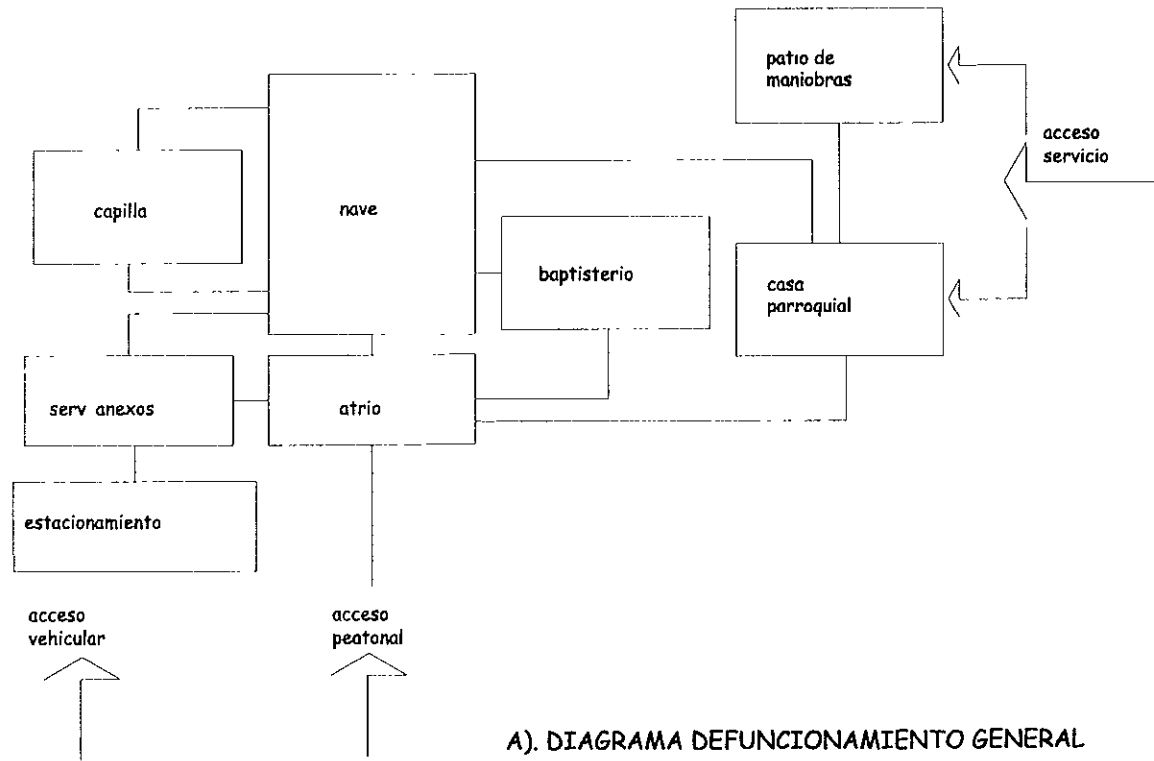 patio de
maniobras
acceso
servicio
capilla
nave
baptisterio
casa
parroquial
serv anexos
atrio
estacionamiento
acceso
vehicular
acceso
peatonal
A). DIAGRAMA DEFUNCIONAMIENTO GENERAL